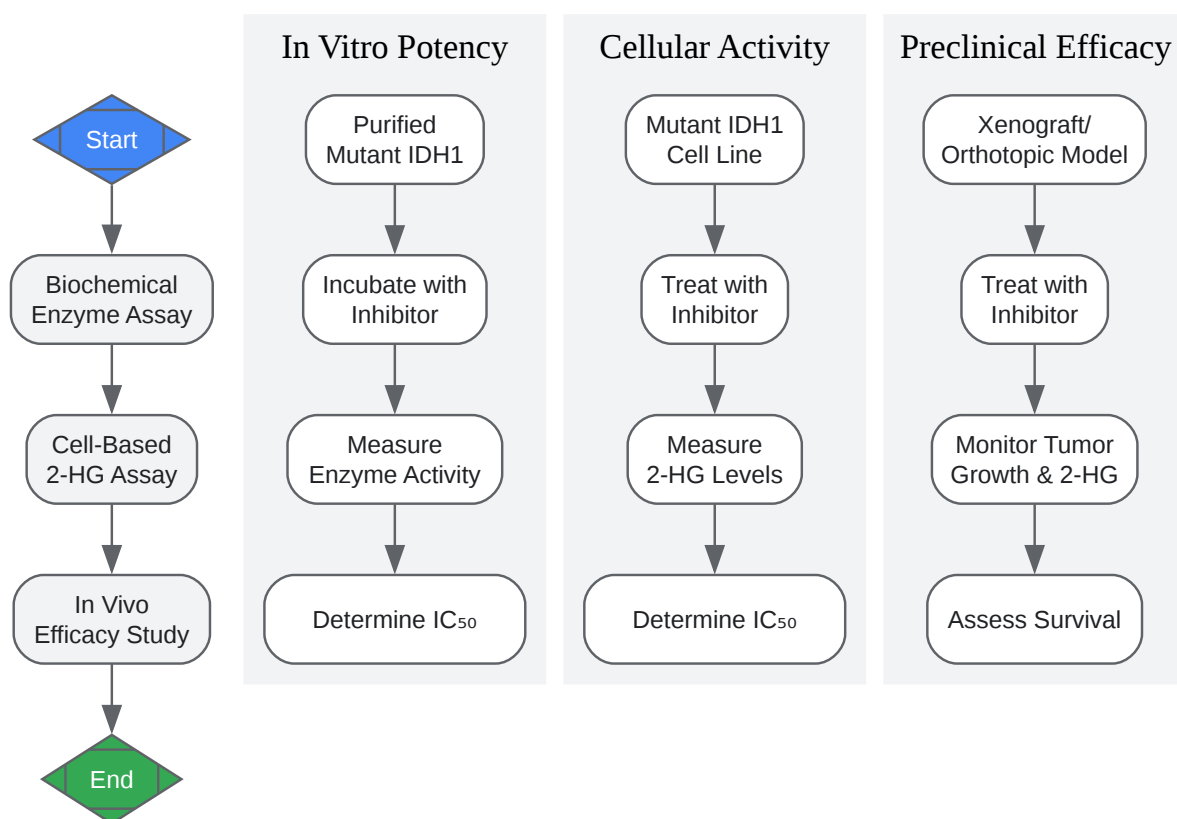 Start
Biochemical
Enzyme Assay
Cell-Based
2-HG Assay
In Vivo
Efficacy Study
End
In Vitro Potency
Purified
Mutant IDH1
Incubate with
Inhibitor
Measure
Enzyme Activity
Determine IC₅₀
Cellular Activity
Mutant IDH1
Cell Line
Treat with
Inhibitor
Measure
2-HG Levels
Determine IC₅₀
Preclinical Efficacy
Xenograft/
Orthotopic Model
Treat with
Inhibitor
Monitor Tumor
Growth & 2-HG
Assess Survival